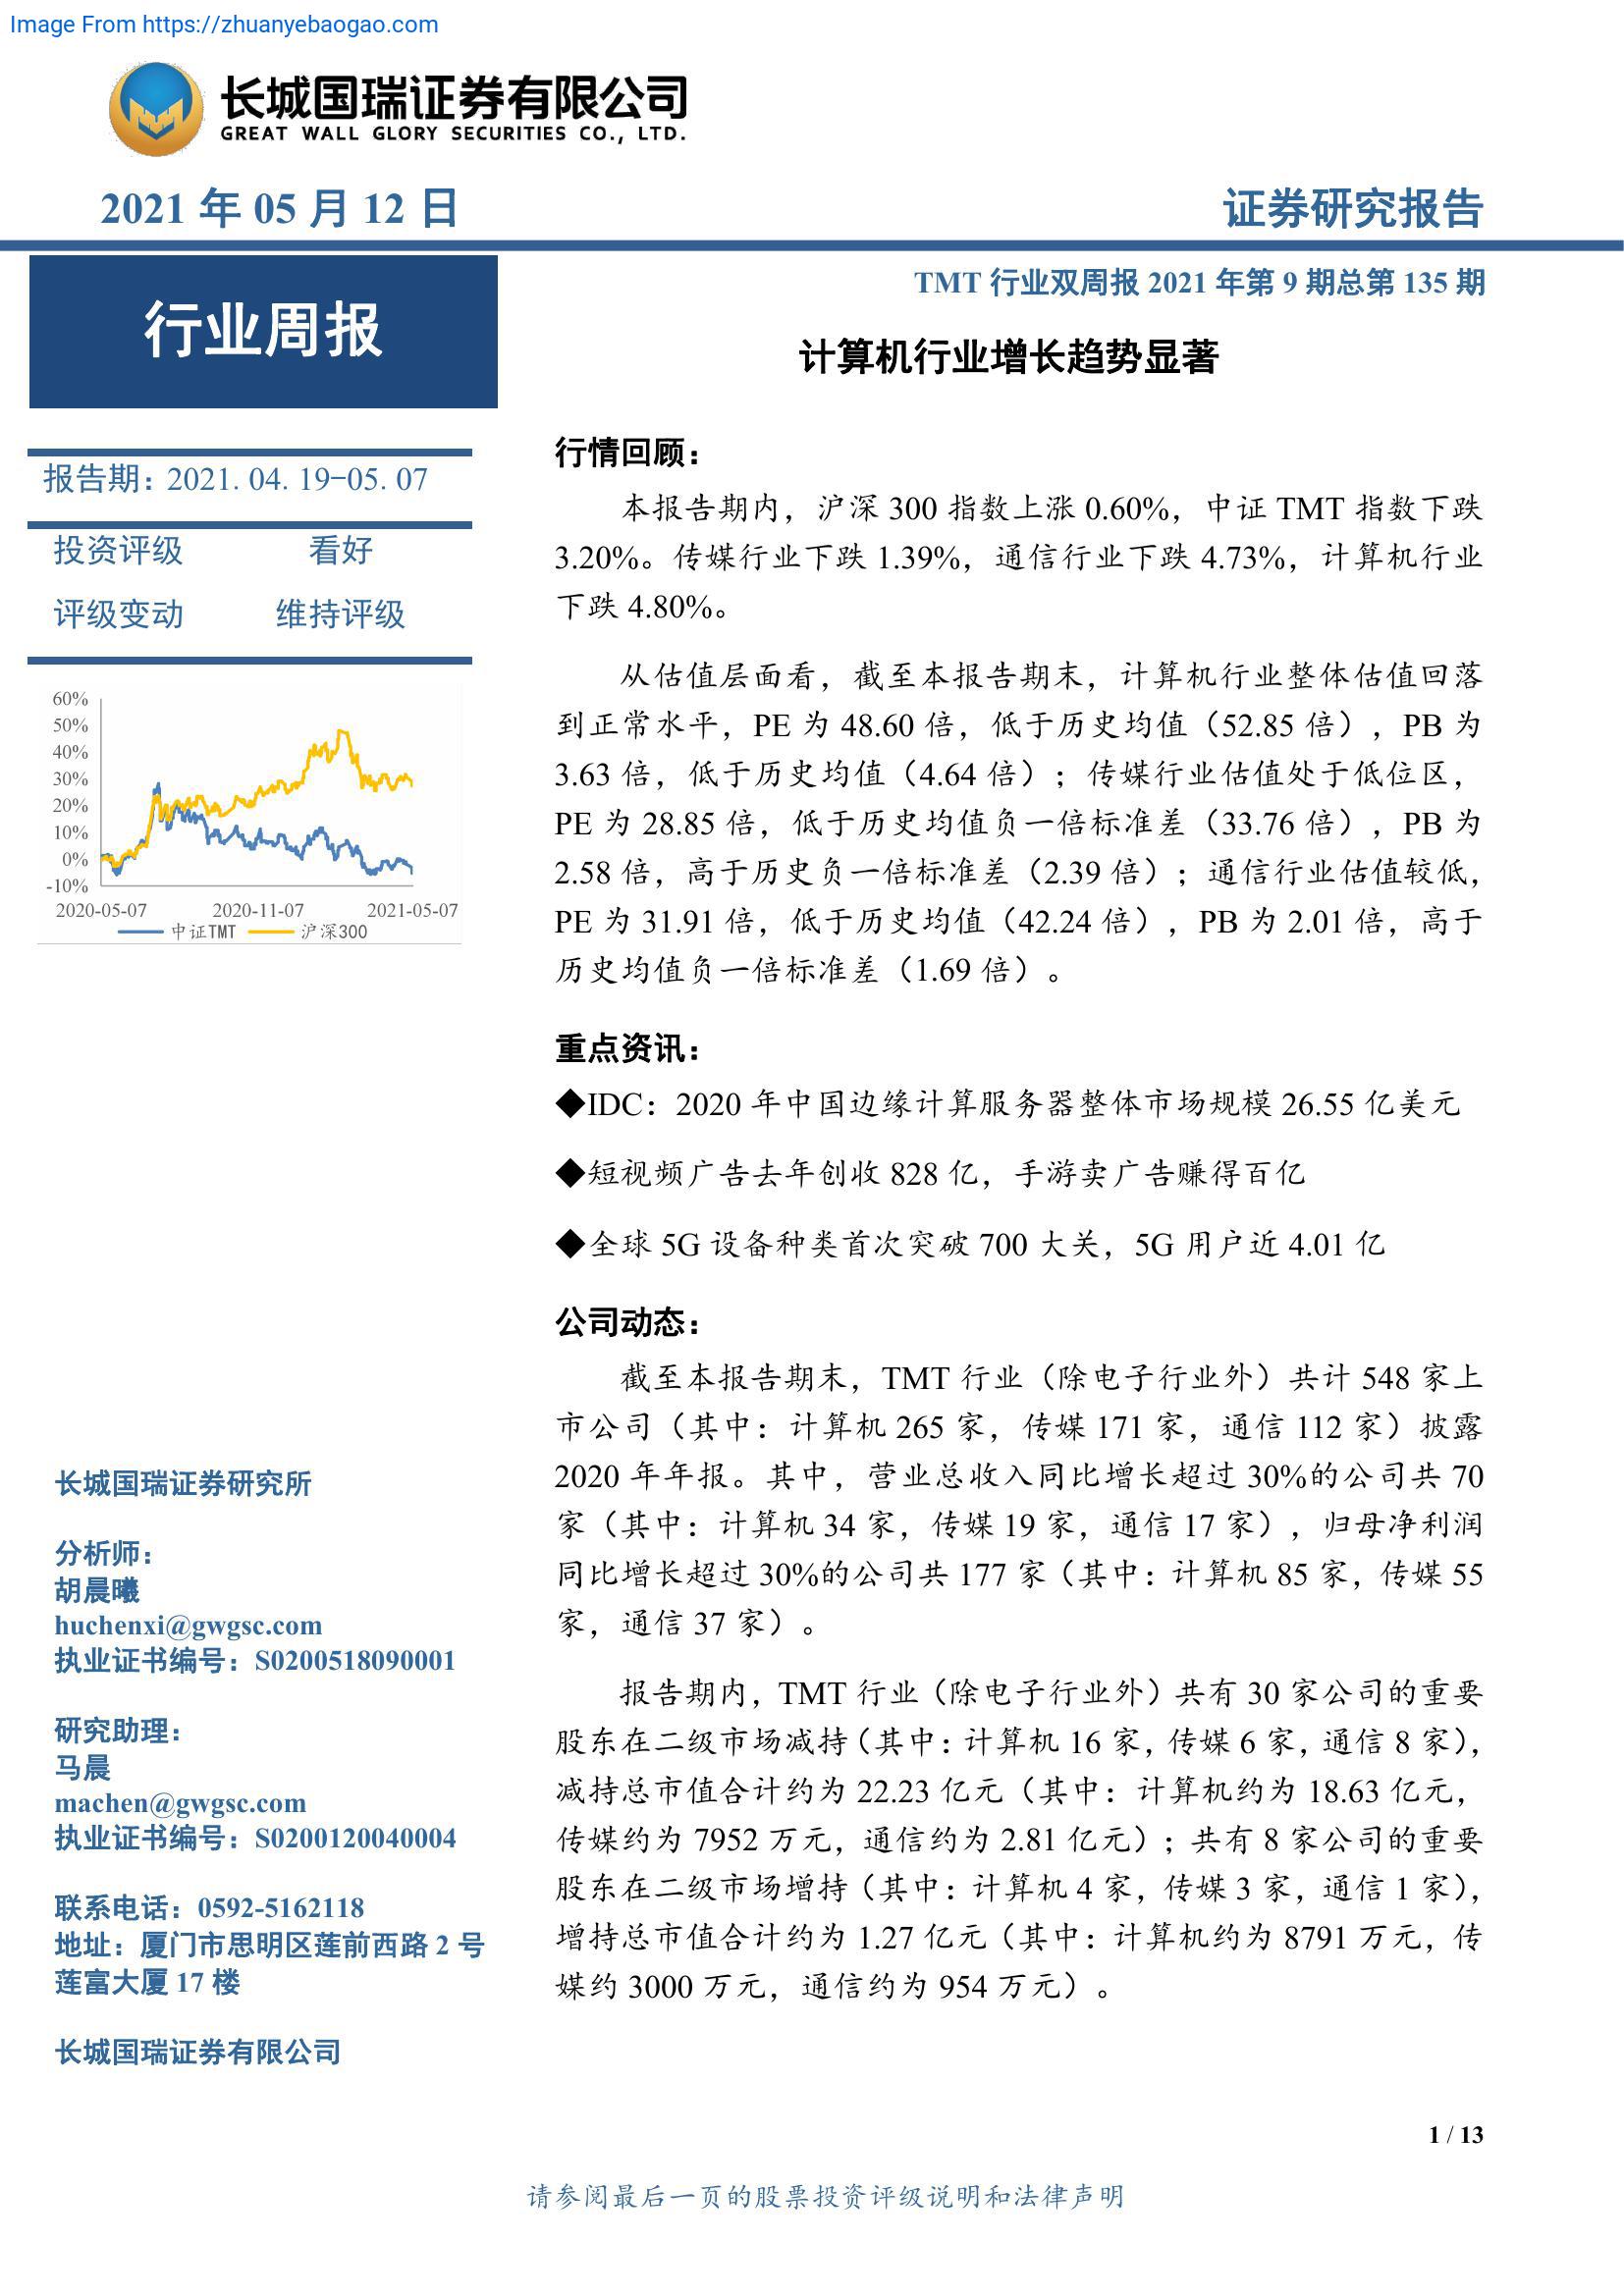 Image From https://zhuanyebaogao.com
长城国瑞证券有限公司
GREAT WALL GLORY SECURITIES CO., LTD.
2021 年 05 月 12 日
证券研究报告
行业周报
报告期：2021.04.19-05.07
投资评级 看好
评级变动 维持评级
60%
50%
40%
30%
20%
10%
0%
-10%
2020-05-07 2020-11-07 2021-05-07
中证TMT 沪深300
长城国瑞证券研究所
分析师：
胡晨曦
huchenxi@gwgsc.com
执业证书编号：S0200518090001
研究助理：
马晨
machen@gwgsc.com
执业证书编号：S0200120040004
联系电话：0592-5162118
地址：厦门市思明区莲前西路 2 号
莲富大厦 17 楼
长城国瑞证券有限公司
TMT 行业双周报 2021 年第 9 期总第 135 期
计算机行业增长趋势显著
行情回顾：
本报告期内，沪深 300 指数上涨 0.60%，中证 TMT 指数下跌
3.20%。传媒行业下跌 1.39%，通信行业下跌 4.73%，计算机行业
下跌 4.80%。
从估值层面看，截至本报告期末，计算机行业整体估值回落
到正常水平，PE 为 48.60 倍，低于历史均值（52.85 倍），PB 为
3.63 倍，低于历史均值（4.64 倍）；传媒行业估值处于低位区，
PE 为 28.85 倍，低于历史均值负一倍标准差（33.76 倍），PB 为
2.58 倍，高于历史负一倍标准差（2.39 倍）；通信行业估值较低，
PE 为 31.91 倍，低于历史均值（42.24 倍），PB 为 2.01 倍，高于
历史均值负一倍标准差（1.69 倍）。
重点资讯：
◆IDC：2020 年中国边缘计算服务器整体市场规模 26.55 亿美元
◆短视频广告去年创收 828 亿，手游卖广告赚得百亿
◆全球 5G 设备种类首次突破 700 大关，5G 用户近 4.01 亿
公司动态：
截至本报告期末，TMT 行业（除电子行业外）共计 548 家上
市公司（其中：计算机 265 家，传媒 171 家，通信 112 家）披露
2020 年年报。其中，营业总收入同比增长超过 30%的公司共 70
家（其中：计算机 34 家，传媒 19 家，通信 17 家），归母净利润
同比增长超过 30%的公司共 177 家（其中：计算机 85 家，传媒 55
家，通信 37 家）。
报告期内，TMT 行业（除电子行业外）共有 30 家公司的重要
股东在二级市场减持（其中：计算机 16 家，传媒 6 家，通信 8 家），
减持总市值合计约为 22.23 亿元（其中：计算机约为 18.63 亿元，
传媒约为 7952 万元，通信约为 2.81 亿元）；共有 8 家公司的重要
股东在二级市场增持（其中：计算机 4 家，传媒 3 家，通信 1 家），
增持总市值合计约为 1.27 亿元（其中：计算机约为 8791 万元，传
媒约 3000 万元，通信约为 954 万元）。
1 / 13
请参阅最后一页的股票投资评级说明和法律声明